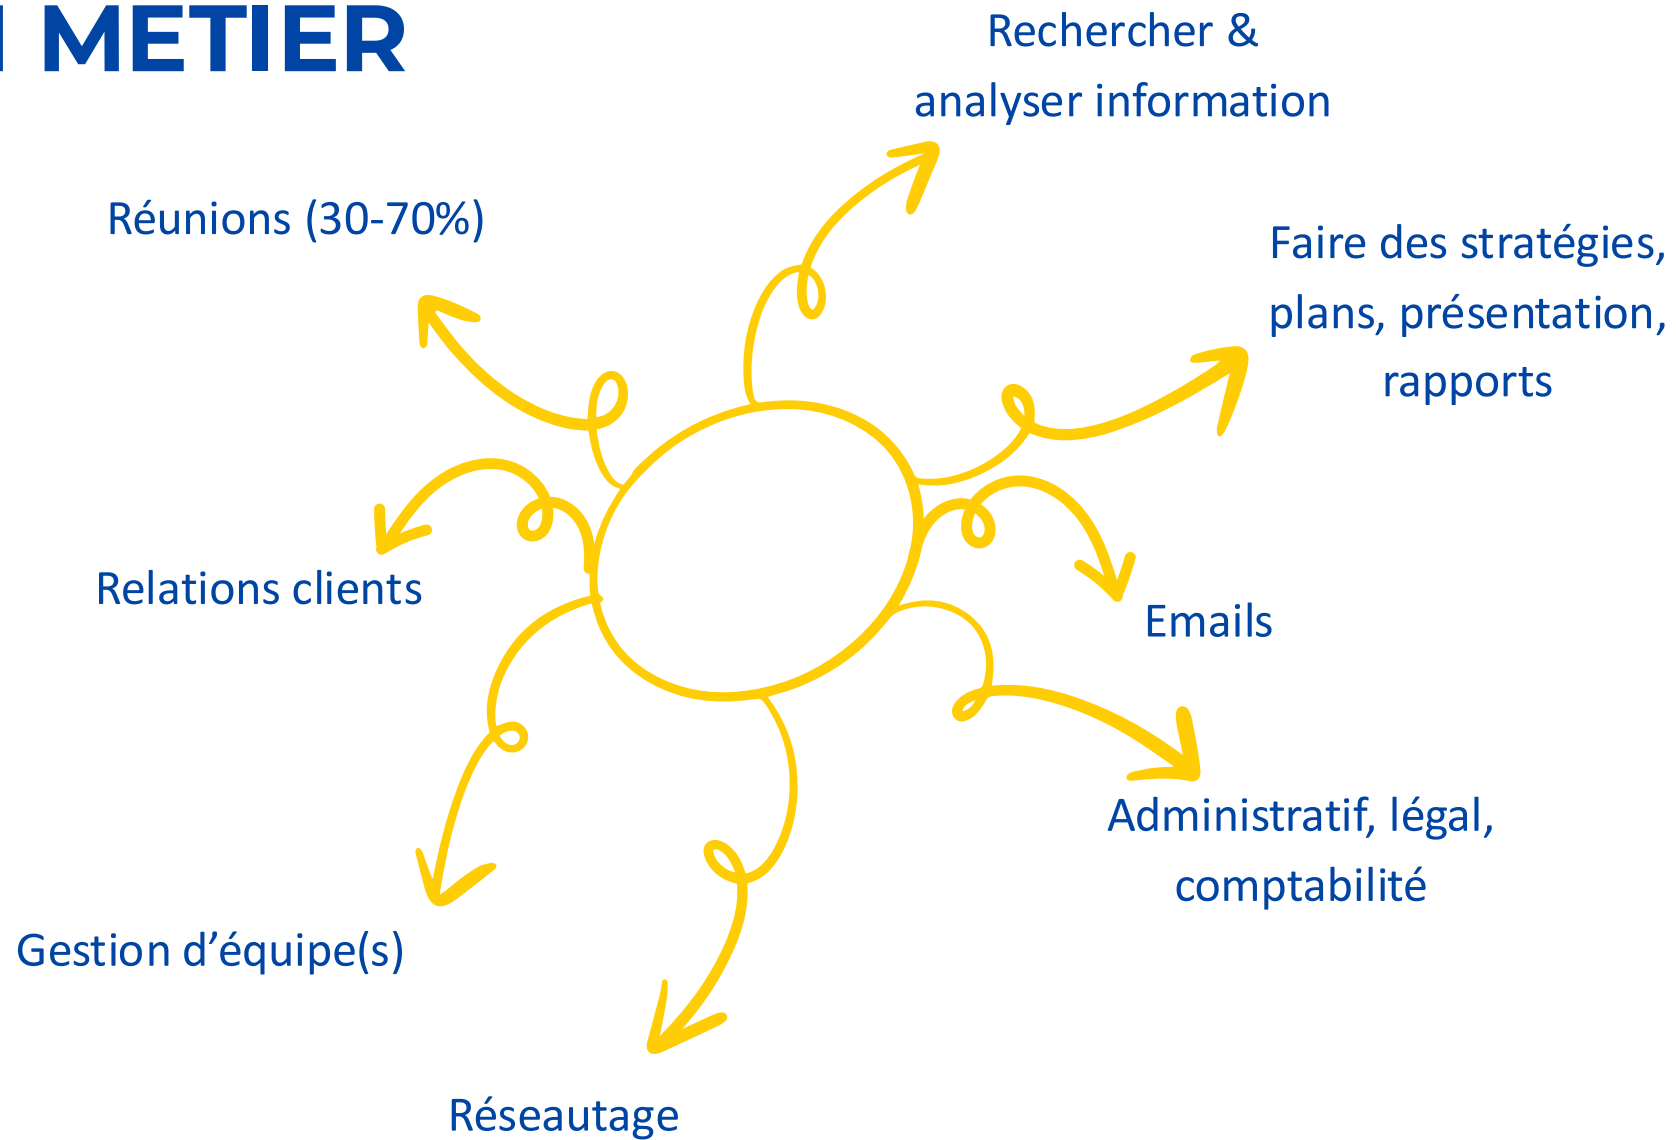 METIER
Rechercher &
analyser information
Réunions (30-70%)
Faire des stratégies,
plans, présentation,
rapports
Relations clients
Emails
Administratif, légal,
comptabilité
Gestion d’équipe(s)
Réseautage